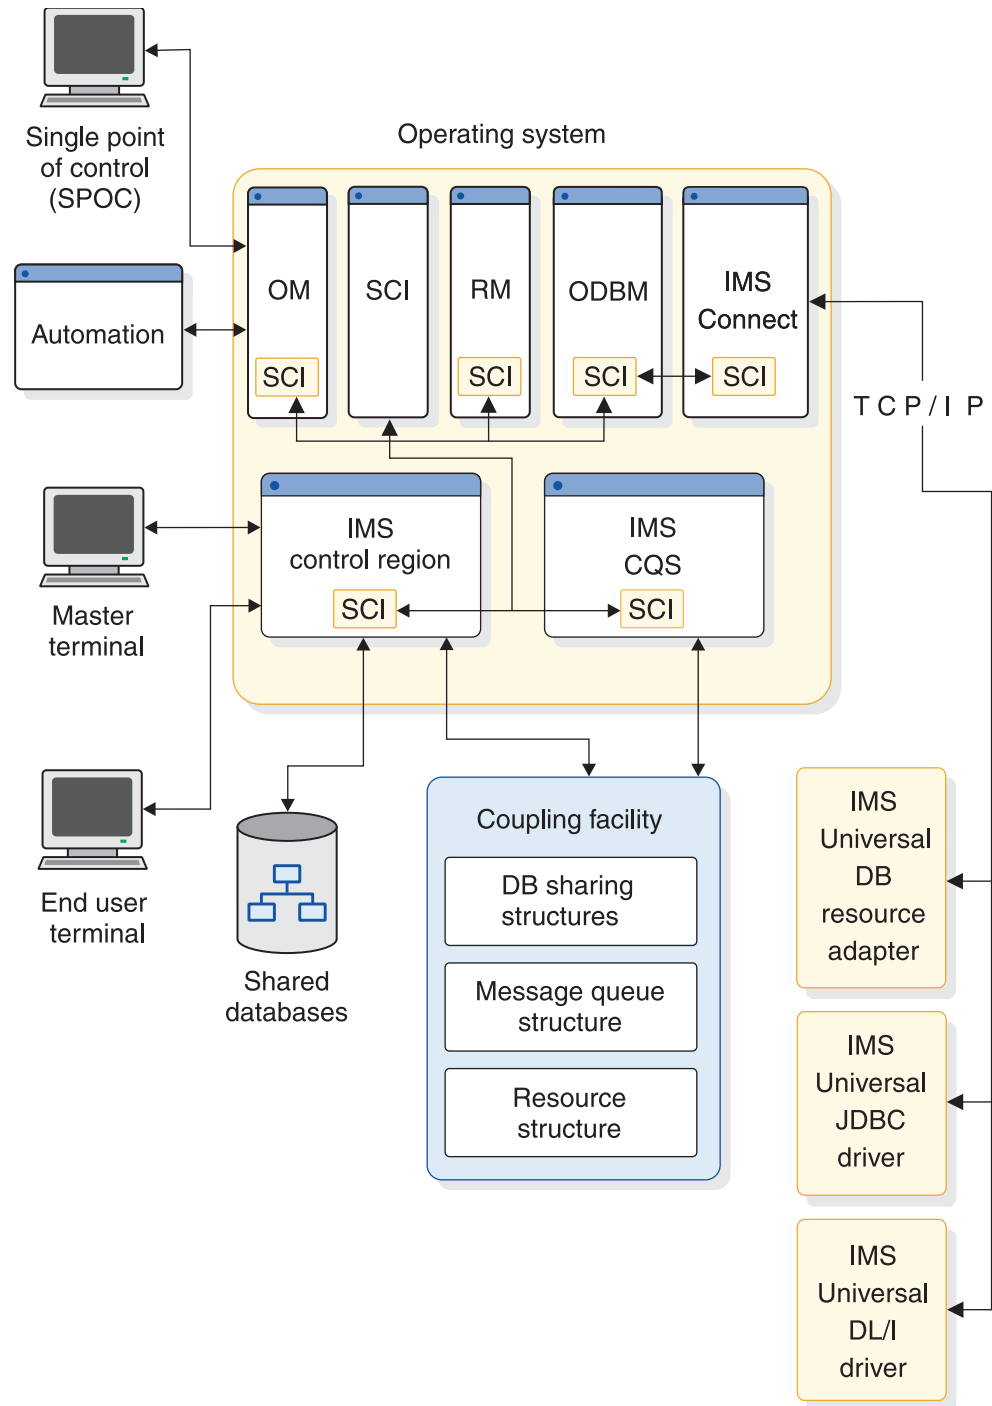 Single point
of control
(SPOC)
Operating system
OM
SCI
RM
ODBM
IMS
Connect
SCI
SCI
SCI
SCI
Automation
T C P / I P
IMS
control region
SCI
IMS
CQS
SCI
Master
terminal
End user
terminal
Shared
databases
Coupling facility
DB sharing
structures
Message queue
structure
Resource
structure
IMS
Universal
DB
resource
adapter
IMS
Universal
JDBC
driver
IMS
Universal
DL/I
driver